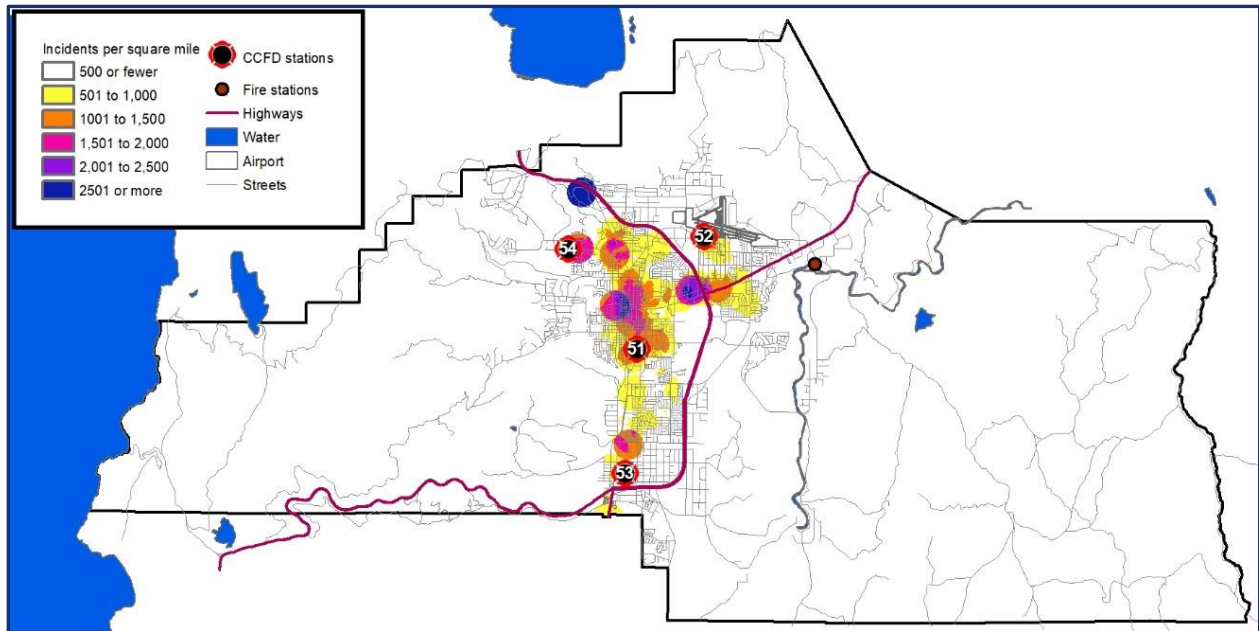 Incidents per square mile
500 or fewer
501 to 1,000
1001 to 1,500
1,501 to 2,000
2,001 to 2,500
2501 or more
CCFD stations
Fire stations
Highways
Water
Airport
Streets
52
54
51
53